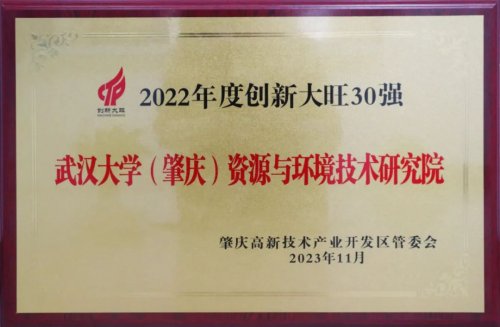 创新大旺
2022年度创新大旺30强
武汉大学（肇庆）资源与环境技术研究院
肇庆高新技术产业开发区管委会
2023年11月